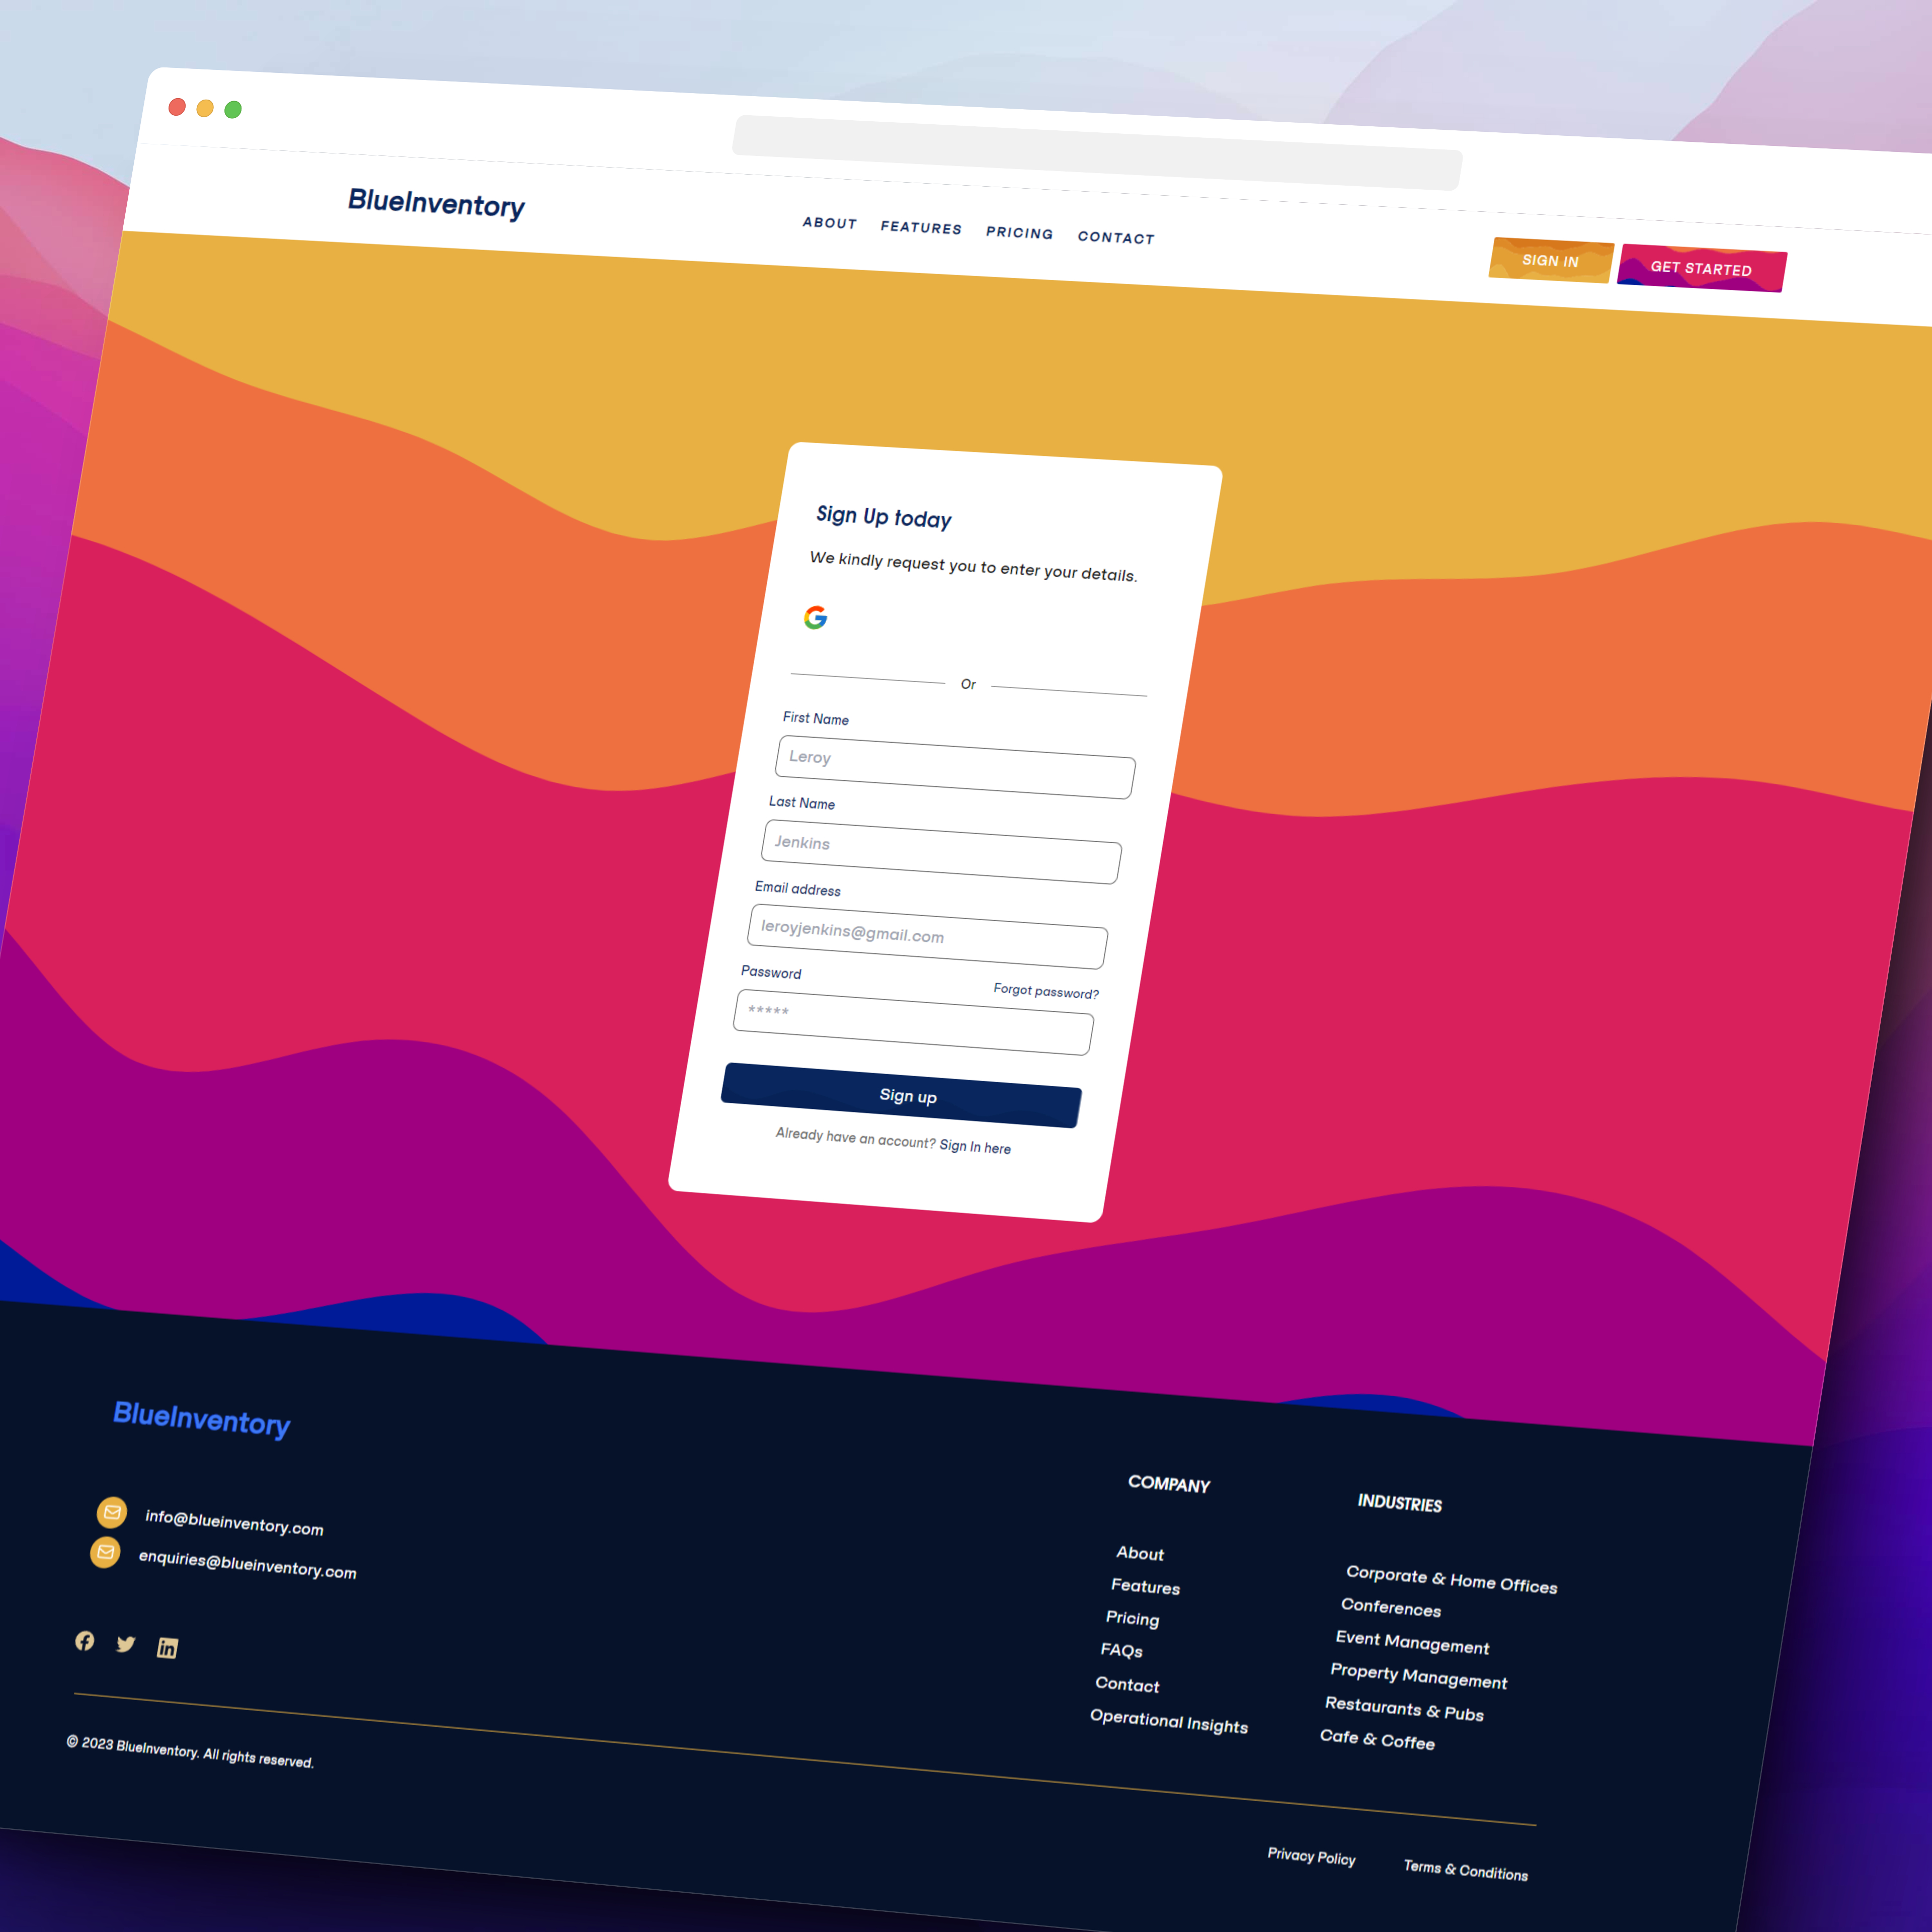 BlueInventory
ABOUT FEATURES PRICING CONTACT
SIGN IN GET STARTED
Sign Up today
We kindly request you to enter your details.
Or
First Name
Leroy
Last Name
Jenkins
Email address
leroyjenkins@gmail.com
Password Forgot password?
*****
Sign up
Already have an account? Sign In here
BlueInventory
info@blueinventory.com
enquiries@blueinventory.com
COMPANY
About
Features
Pricing
FAQs
Contact
Operational Insights
INDUSTRIES
Corporate & Home Offices
Conferences
Event Management
Property Management
Restaurants & Pubs
Cafe & Coffee
© 2023 BlueInventory. All rights reserved.
Privacy Policy Terms & Conditions